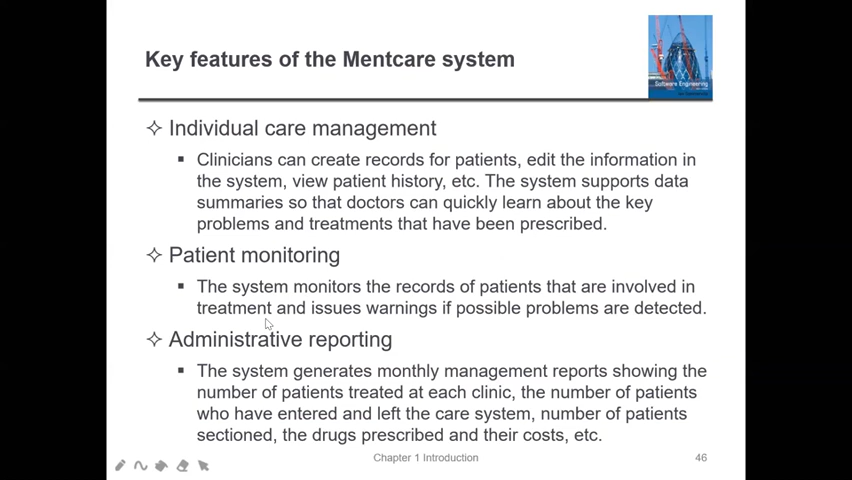 Key features of the Mentcare system
Software Engineering
✧ Individual care management
▪ Clinicians can create records for patients, edit the information in
the system, view patient history, etc. The system supports data
summaries so that doctors can quickly learn about the key
problems and treatments that have been prescribed.
✧ Patient monitoring
▪ The system monitors the records of patients that are involved in
treatment and issues warnings if possible problems are detected.
✧ Administrative reporting
▪ The system generates monthly management reports showing the
number of patients treated at each clinic, the number of patients
who have entered and left the care system, number of patients
sectioned, the drugs prescribed and their costs, etc.
Chapter 1 Introduction
46